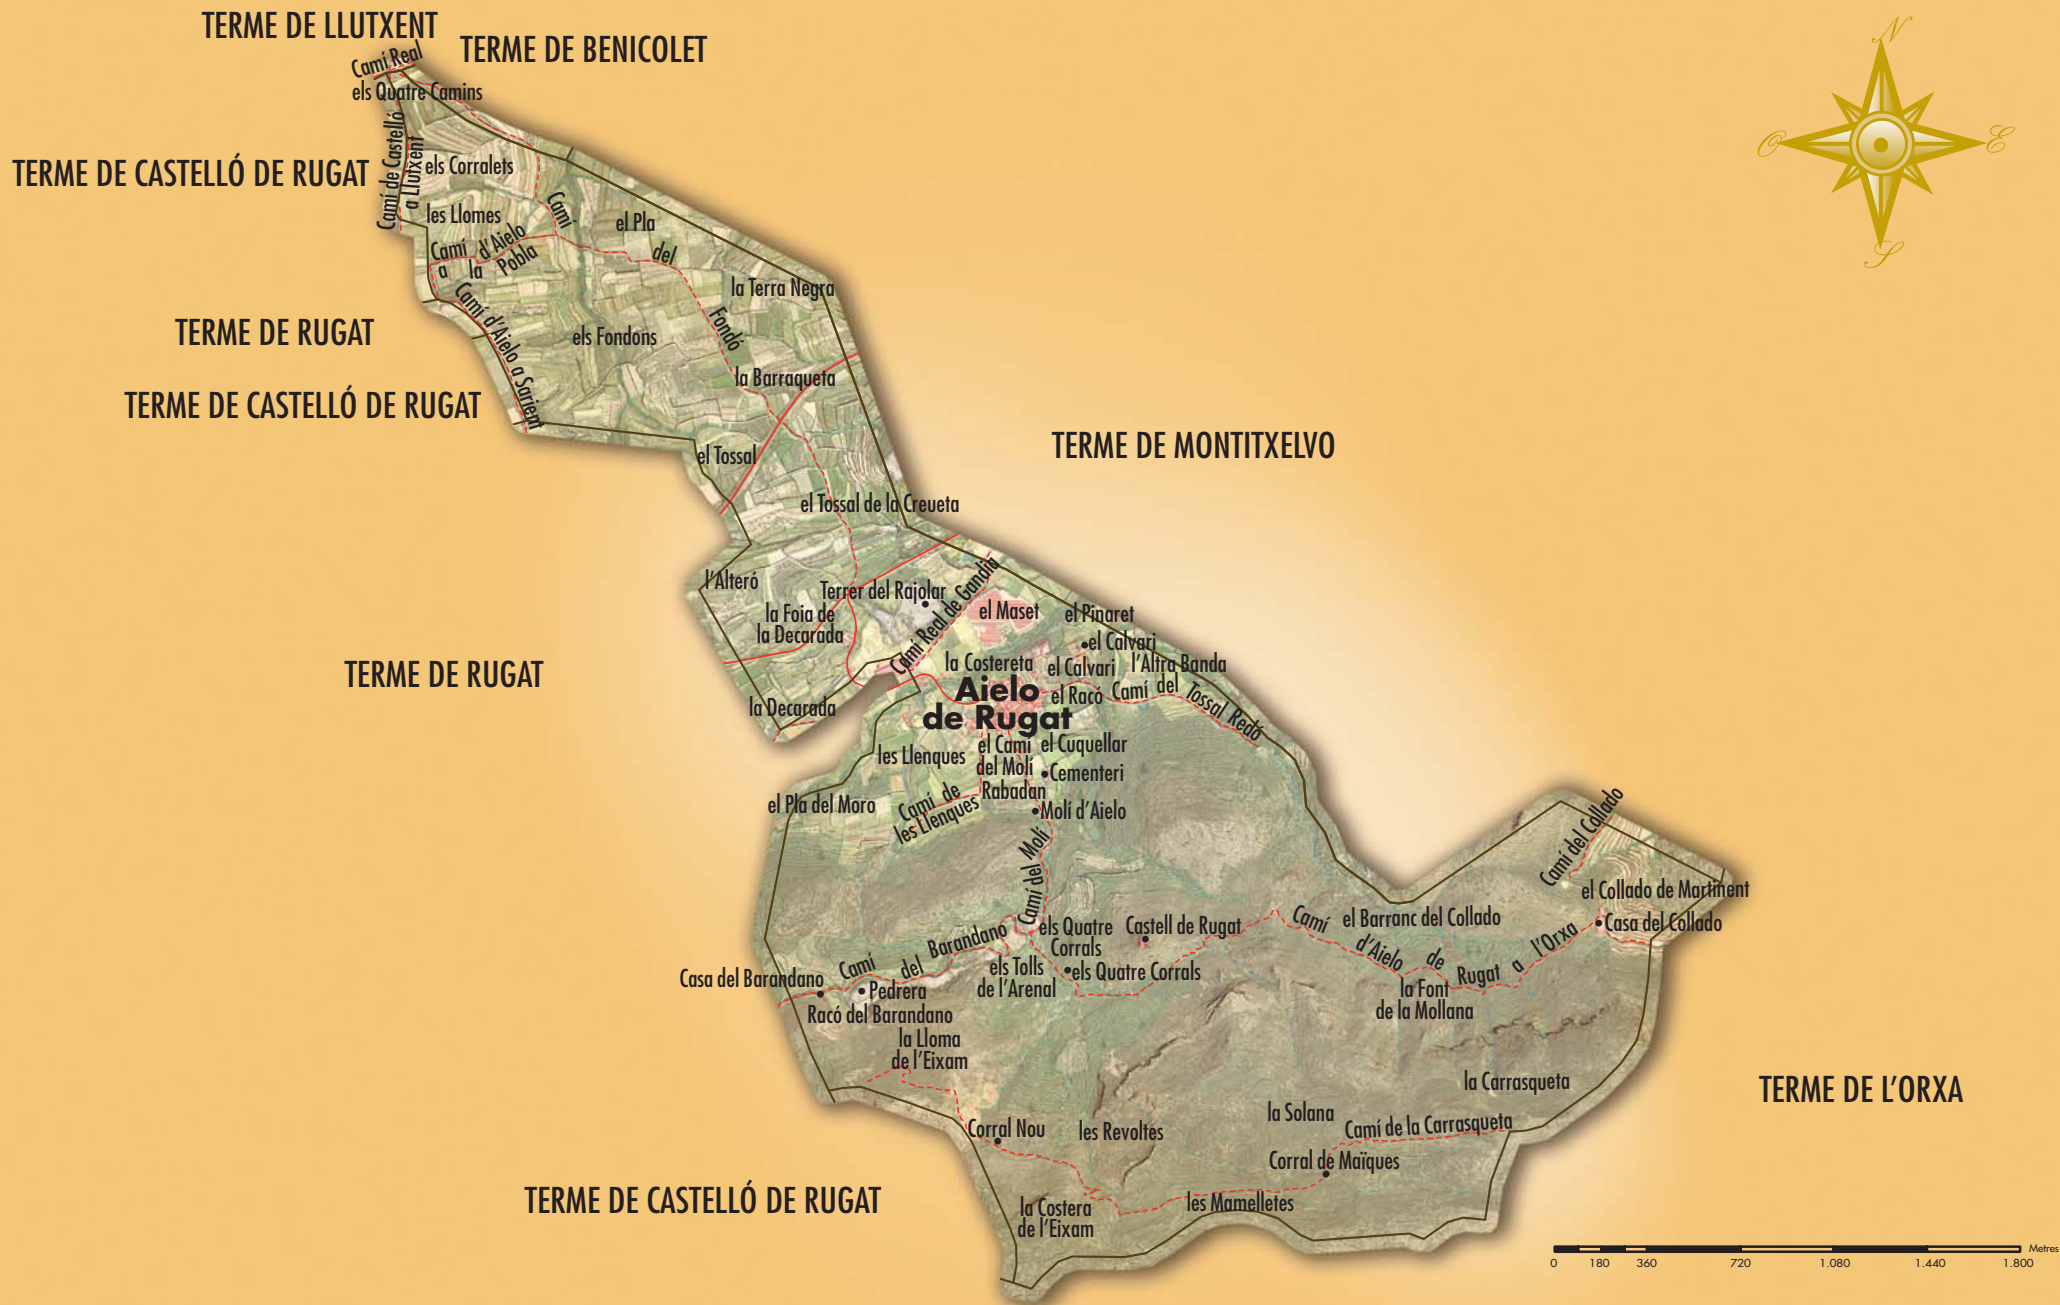 TERME DE LLUTXENT
TERME DE BENICOLET
N
O
E
S
Camí Real
els Quatre Camins
Camí de Castelló
a Llutxent
TERME DE CASTELLÓ DE RUGAT
els Corralets
les Llomes
Camí d'Aielo
a la Pobla
Camí del Fondó
el Pla
la Terra Negra
Camí d'Aielo a Sarient
TERME DE RUGAT
els Fondons
la Barraqueta
TERME DE CASTELLÓ DE RUGAT
TERME DE MONTITXELVO
el Tossal
el Tossal de la Creueta
l'Alteró
Terrer del Rajolar
la Foia de
la Decarada
Camí Real de Gandia
el Maset
el Pinaret
el Calvari
la Costereta
el Calvari
l'Altra Banda
TERME DE RUGAT
Aielo
de Rugat
el Racó
Camí del Tossal Redó
la Decarada
les Llenques
el Camí
del Molí
el Cuquellar
Cementeri
Rabadan
el Pla del Moro
Camí de
les Llenques
Molí d'Aielo
Camí del Molí
Camí del Collado
el Collado de Martinent
Casa del Collado
els Quatre
Corrals
Castell de Rugat
el Barranc del Collado
Camí d'Aielo de Rugat a l'Orxa
Camí del Barandano
els Tolls
de l'Arenal
els Quatre Corrals
Casa del Barandano
Pedrera
Racó del Barandano
la Font
de la Mollana
la Lloma
de l'Eixam
la Carrasqueta
TERME DE L'ORXA
la Solana
Corral Nou
les Revoltes
Camí de la Carrasqueta
Corral de Maïques
TERME DE CASTELLÓ DE RUGAT
la Costera
de l'Eixam
les Mamelletes
Metres
0 180 360 720 1.080 1.440 1.800